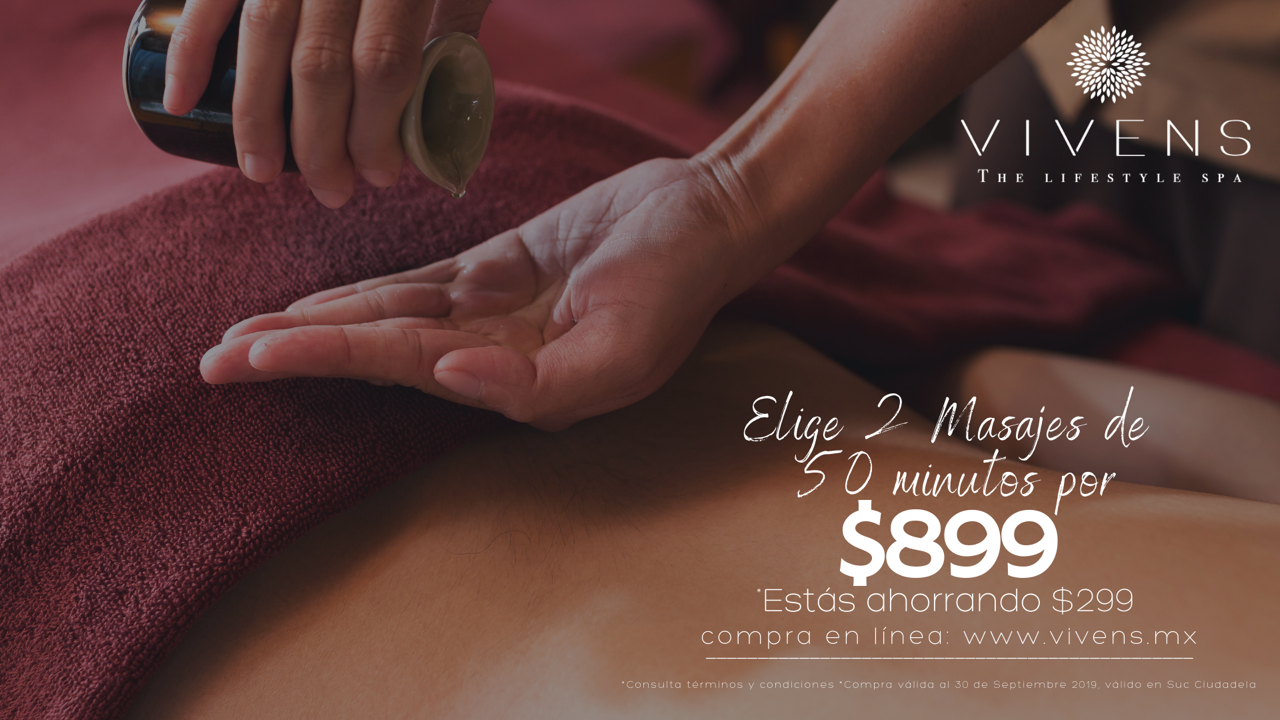 VIVENS
THE LIFESTYLE SPA
Elige 2 Masajes de
50 minutos por
$899
*Estás ahorrando $299
compra en línea: www.vivens.mx
*Consulta términos y condiciones *Compra válida al 30 de Septiembre 2019, válido en Suc Ciudadela